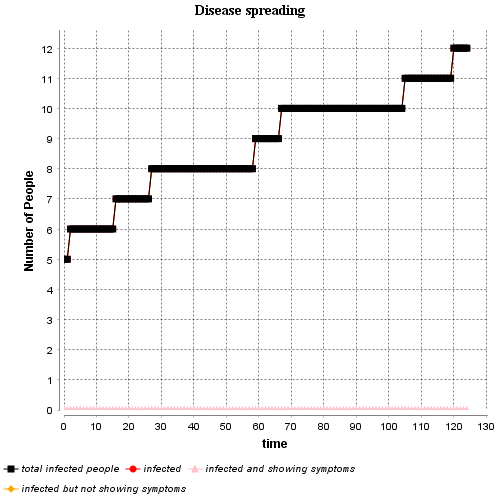 Disease spreading
12
11
10
9
8
7
6
5
4
3
2
1
0
Number of People
0 10 20 30 40 50 60 70 80 90 100 110 120 130
time
total infected people infected infected and showing symptoms
infected but not showing symptoms